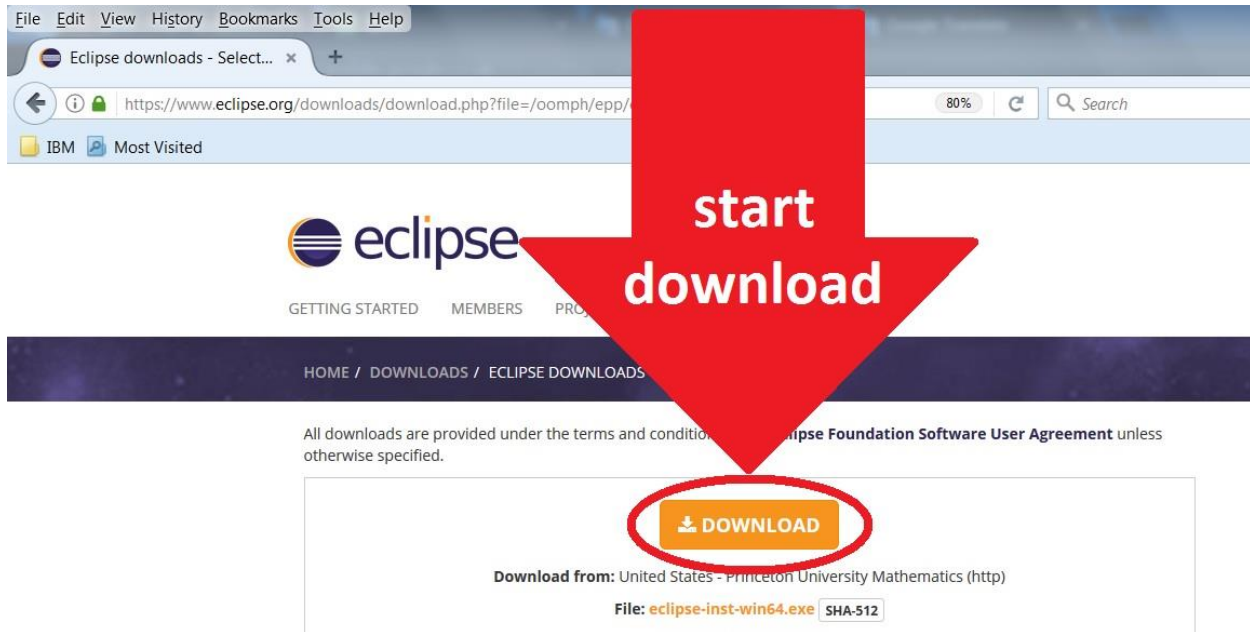 File Edit View History Bookmarks Tools Help
Eclipse downloads - Select...
https://www.eclipse.org/downloads/download.php?file=/oomph/epp/
80%
Search
IBM Most Visited
start
download
eclipse
GETTING STARTED MEMBERS
HOME / DOWNLOADS / ECLIPSE DOWNLOADS
All downloads are provided under the terms and Eclipse Foundation Software User Agreement unless
otherwise specified.
DOWNLOAD
Download from: United States - Princeton University Mathematics (http)
File: eclipse-inst-win64.exe SHA-512